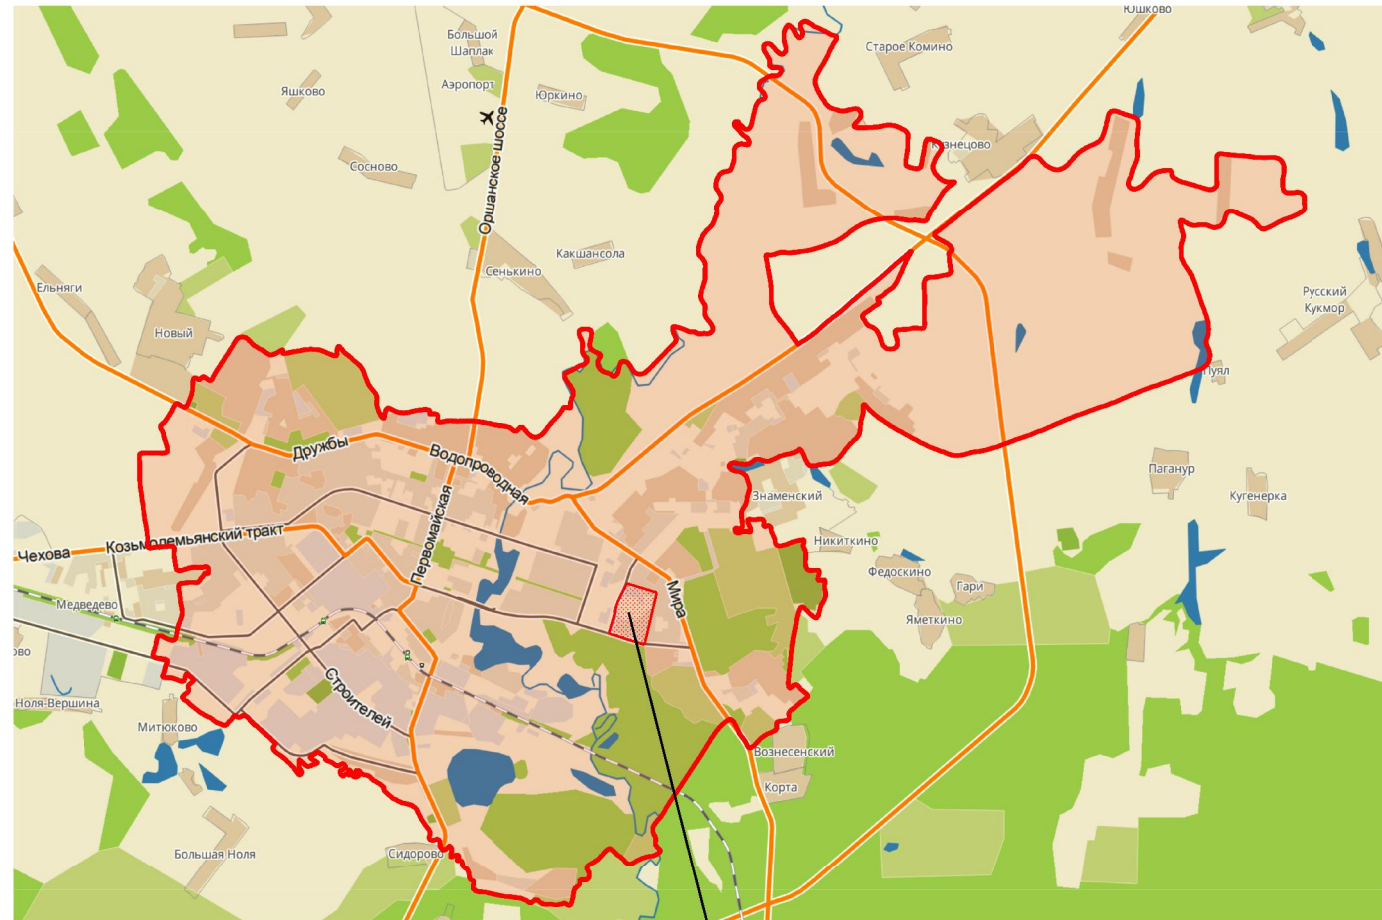 Юшково
Большой
Шаплак
Старое Комино
Аэропорт
Яшково
Юркино
Оршанское шоссе
Кузнецово
Сосново
Какшансола
Сенькино
Ельняги
Русский
Кукмор
Новый
Пуял
Дружбы
Водопроводная
Паганур
Знаменский
Кугенерка
Первомайская
Козьмодемьянский тракт
Чехова
Никиткино
Федоскино
Гари
Мира
Медведево
Яметкино
ово
Строителей
Ноля-Вершина
Митюково
Вознесенский
Корта
Большая Ноля
Сидорово